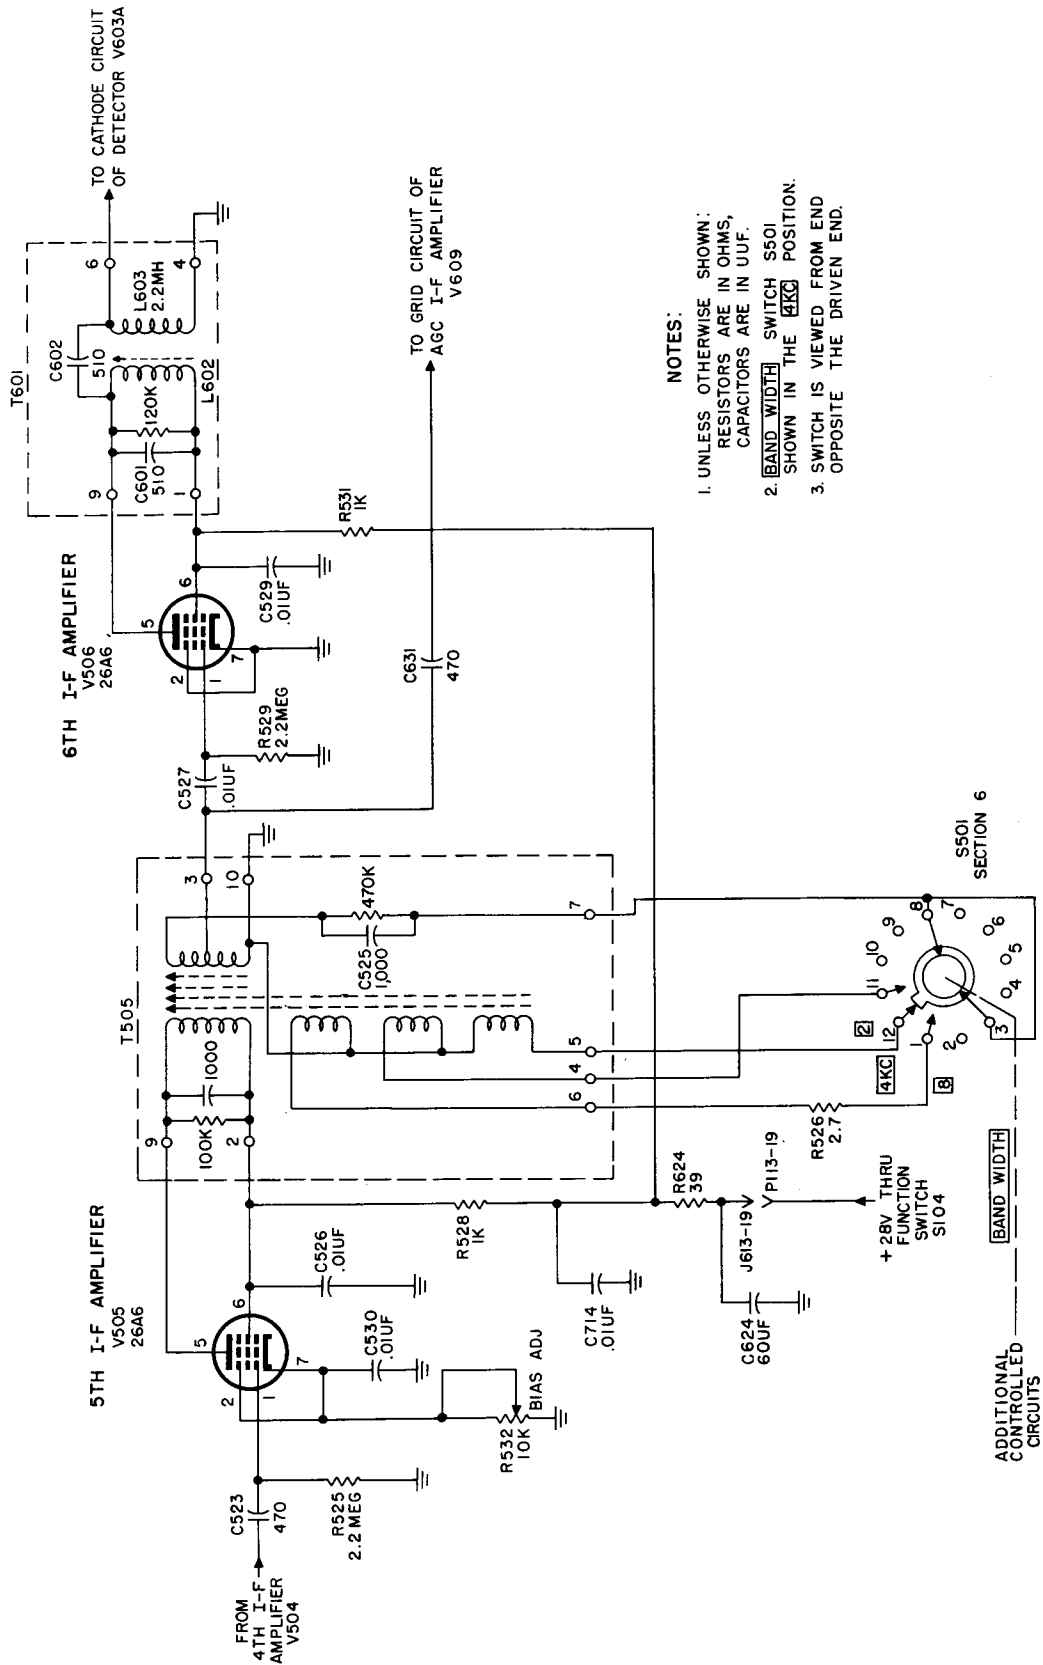 5TH I-F AMPLIFIER
V505
26A6
6TH I-F AMPLIFIER
V506
26A6
T601
C602
510
L603
2.2MH
L602
120K
C601
510
9
1
6
4
TO CATHODE CIRCUIT
OF DETECTOR V603A
FROM
4TH I-F
AMPLIFIER
V504
C523
470
R525
2.2 MEG
2
1
5
6
7
C526
.01UF
C530
.01UF
R532
10K
BIAS ADJ
T505
9
2
100K
1000
3
10
C525
1,000
470K
6
4
5
7
C527
.01UF
R529
2.2MEG
2
1
5
6
7
C529
.01UF
R531
1K
C631
470
TO GRID CIRCUIT OF
AGC I-F AMPLIFIER
V609
R528
1K
C714
.01UF
R624
39
C624
60UF
J613-19
P113-19
+28V THRU
FUNCTION
SWITCH
S104
R526
2.7
4KC
2
8
1
2
3
4
5
6
7
8
9
10
11
12
S501
SECTION 6
BAND WIDTH
ADDITIONAL
CONTROLLED
CIRCUITS
NOTES:
1. UNLESS OTHERWISE SHOWN:
RESISTORS ARE IN OHMS,
CAPACITORS ARE IN UUF.
2. BAND WIDTH SWITCH S501
SHOWN IN THE 4KC POSITION.
3. SWITCH IS VIEWED FROM END
OPPOSITE THE DRIVEN END.